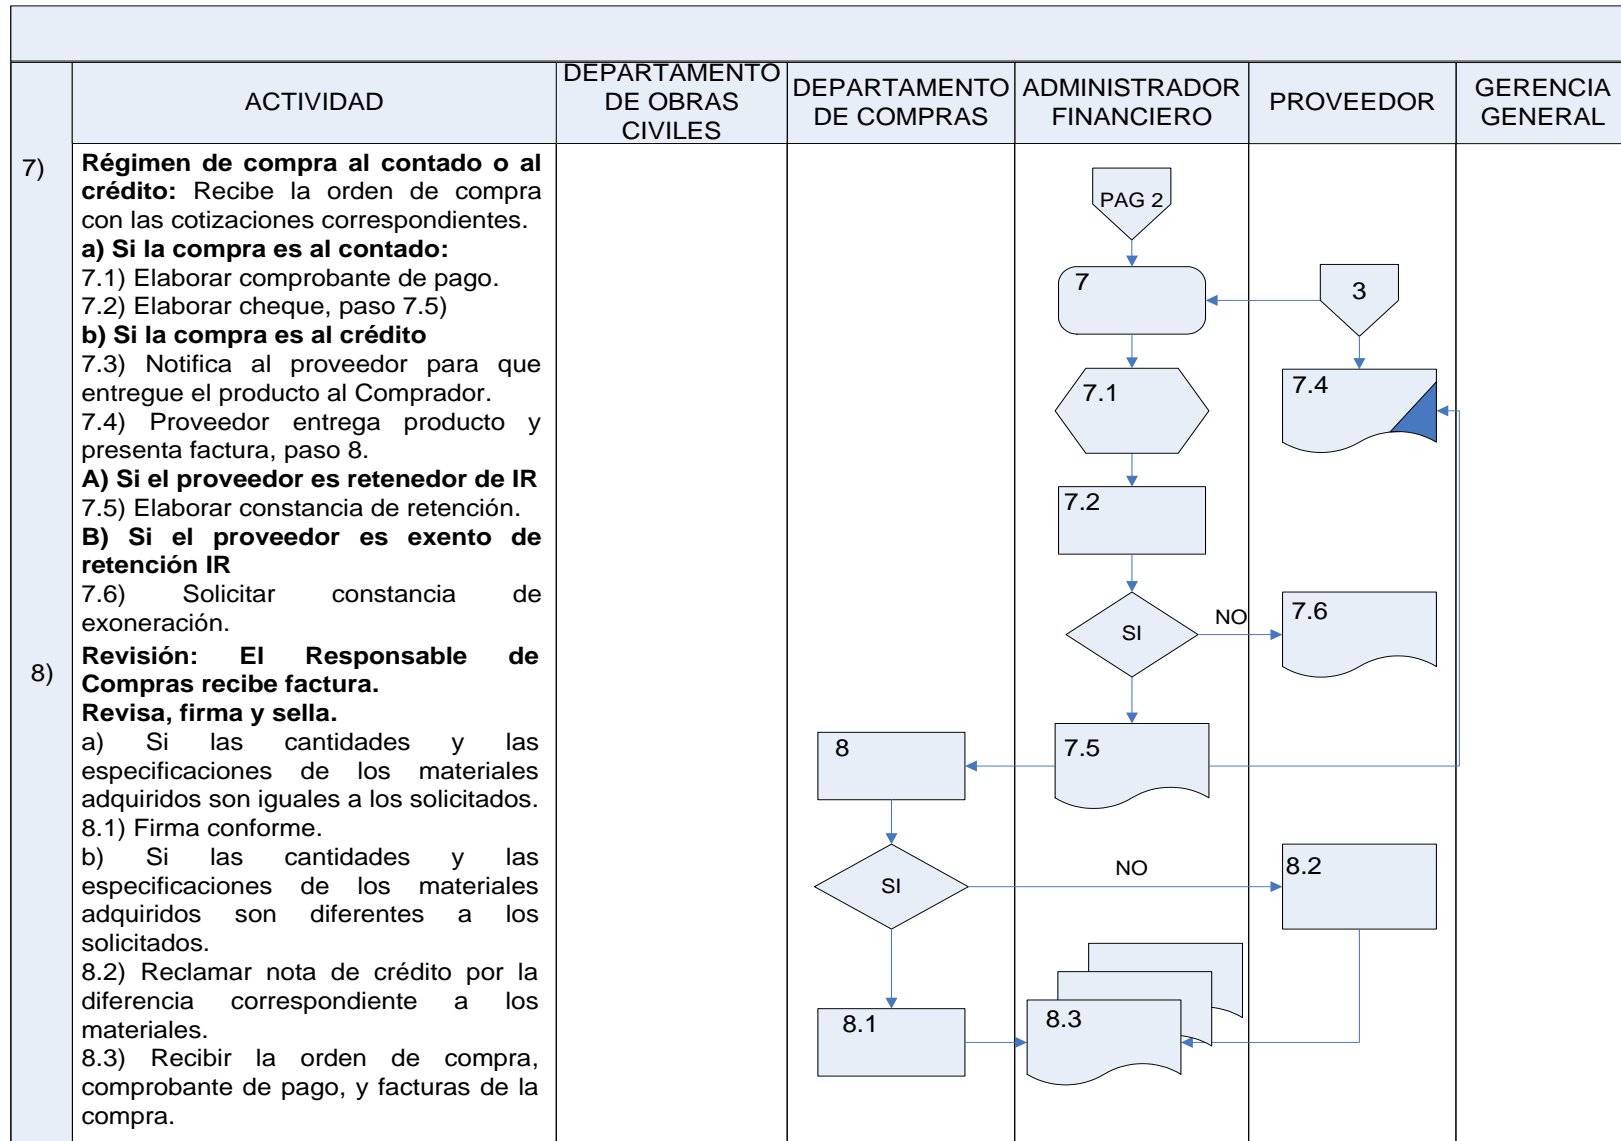 ACTIVIDAD
DEPARTAMENTO
DE OBRAS
CIVILES
DEPARTAMENTO
DE COMPRAS
ADMINISTRADOR
FINANCIERO
PROVEEDOR
GERENCIA
GENERAL
7)
Régimen de compra al contado o al
crédito: Recibe la orden de compra
con las cotizaciones correspondientes.
a) Si la compra es al contado:
7.1) Elaborar comprobante de pago.
7.2) Elaborar cheque, paso 7.5)
b) Si la compra es al crédito
7.3) Notifica al proveedor para que
entregue el producto al Comprador.
7.4) Proveedor entrega producto y
presenta factura, paso 8.
A) Si el proveedor es retenedor de IR
7.5) Elaborar constancia de retención.
B) Si el proveedor es exento de
retención IR
7.6) Solicitar constancia de
exoneración.
8)
Revisión: El Responsable de
Compras recibe factura.
Revisa, firma y sella.
a) Si las cantidades y las
especificaciones de los materiales
adquiridos son iguales a los solicitados.
8.1) Firma conforme.
b) Si las cantidades y las
especificaciones de los materiales
adquiridos son diferentes a los
solicitados.
8.2) Reclamar nota de crédito por la
diferencia correspondiente a los
materiales.
8.3) Recibir la orden de compra,
comprobante de pago, y facturas de la
compra.
PAG 2
7
3
7.1
7.4
7.2
SI
NO
7.6
8
7.5
SI
NO
8.2
8.1
8.3